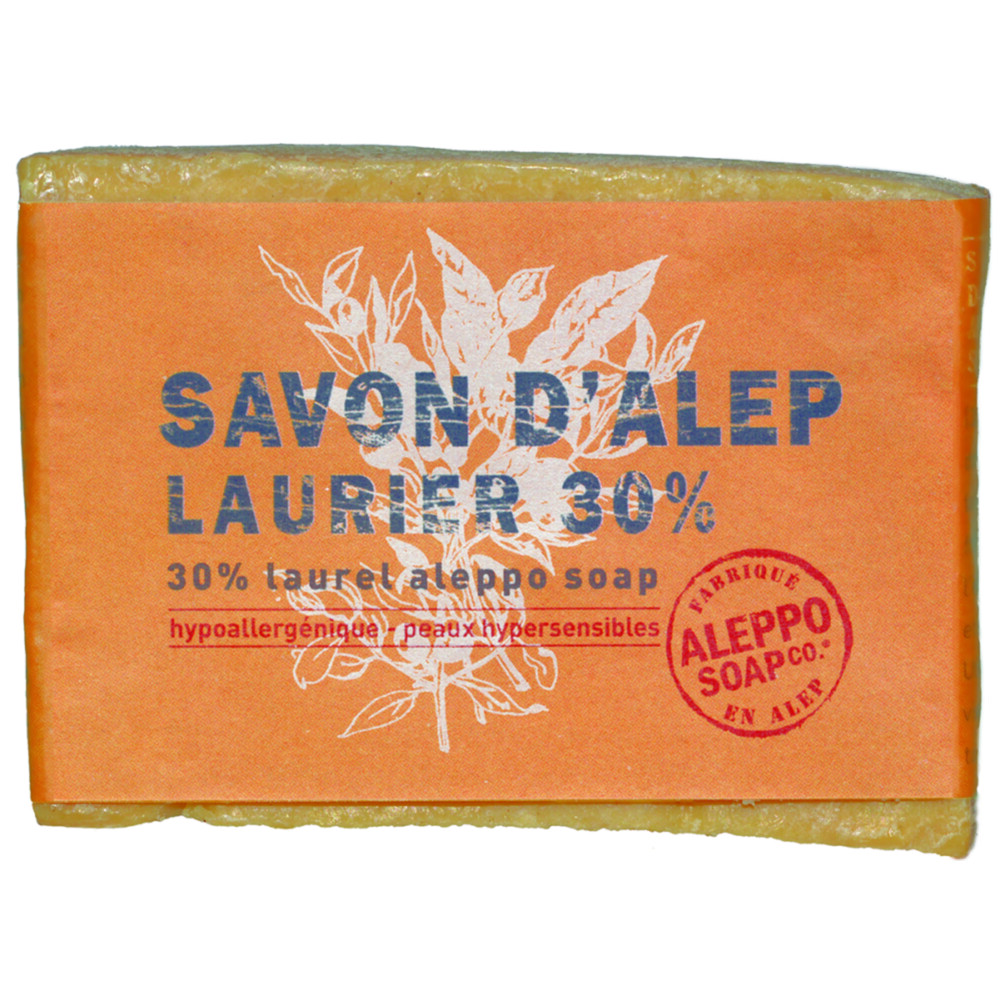 SAVON D'ALEP
LAURIER 30%
30% laurel aleppo soap
hypoallergénique - peaux hypersensibles
FABRIQUÉ
ALEPPO
SOAP CO.®
EN ALEP